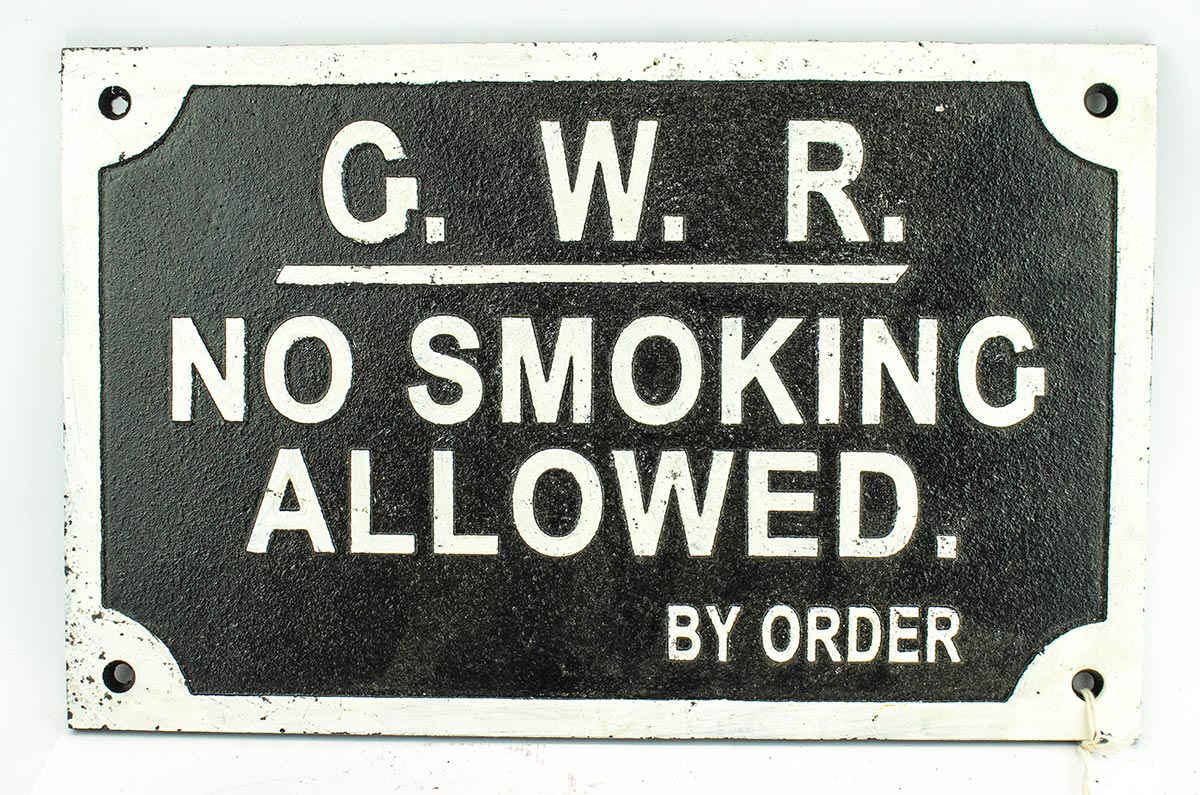 G. W. R.
NO SMOKING
ALLOWED.
BY ORDER